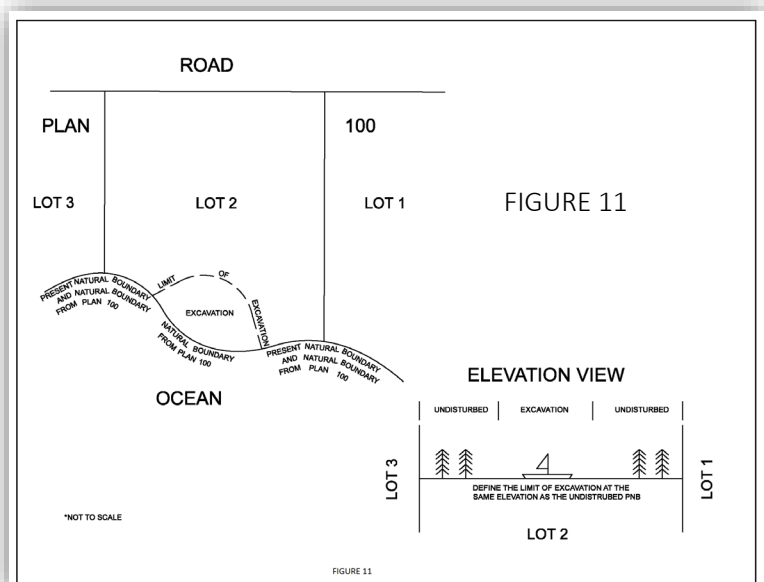 ROAD
PLAN 100
LOT 3
LOT 2
LOT 1
FIGURE 11
LIMIT OF EXCAVATION
EXCAVATION
PRESENT NATURAL BOUNDARY
AND NATURAL BOUNDARY
FROM PLAN 100
NATURAL BOUNDARY
FROM PLAN 100
PRESENT NATURAL BOUNDARY
AND NATURAL BOUNDARY
FROM PLAN 100
OCEAN
ELEVATION VIEW
UNDISTURBED
EXCAVATION
UNDISTURBED
LOT 3
LOT 1
DEFINE THE LIMIT OF EXCAVATION AT THE
SAME ELEVATION AS THE UNDISTRUBED PNB
LOT 2
*NOT TO SCALE
FIGURE 11